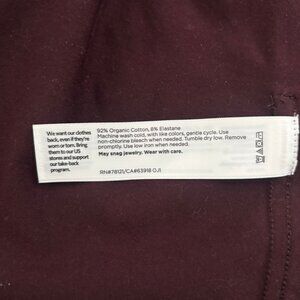 We want our clothes
back, even if they're
worn or torn. Bring
them to our US
stores and support
our take-back
program.
92% Organic Cotton, 8% Elastane.
Machine wash cold, with like colors, gentle cycle. Use
non-chlorine bleach when needed. Tumble dry low. Remove
promptly. Use low iron when needed.
May snag jewelry. Wear with care.
RN#78121/CA#63918 OJI